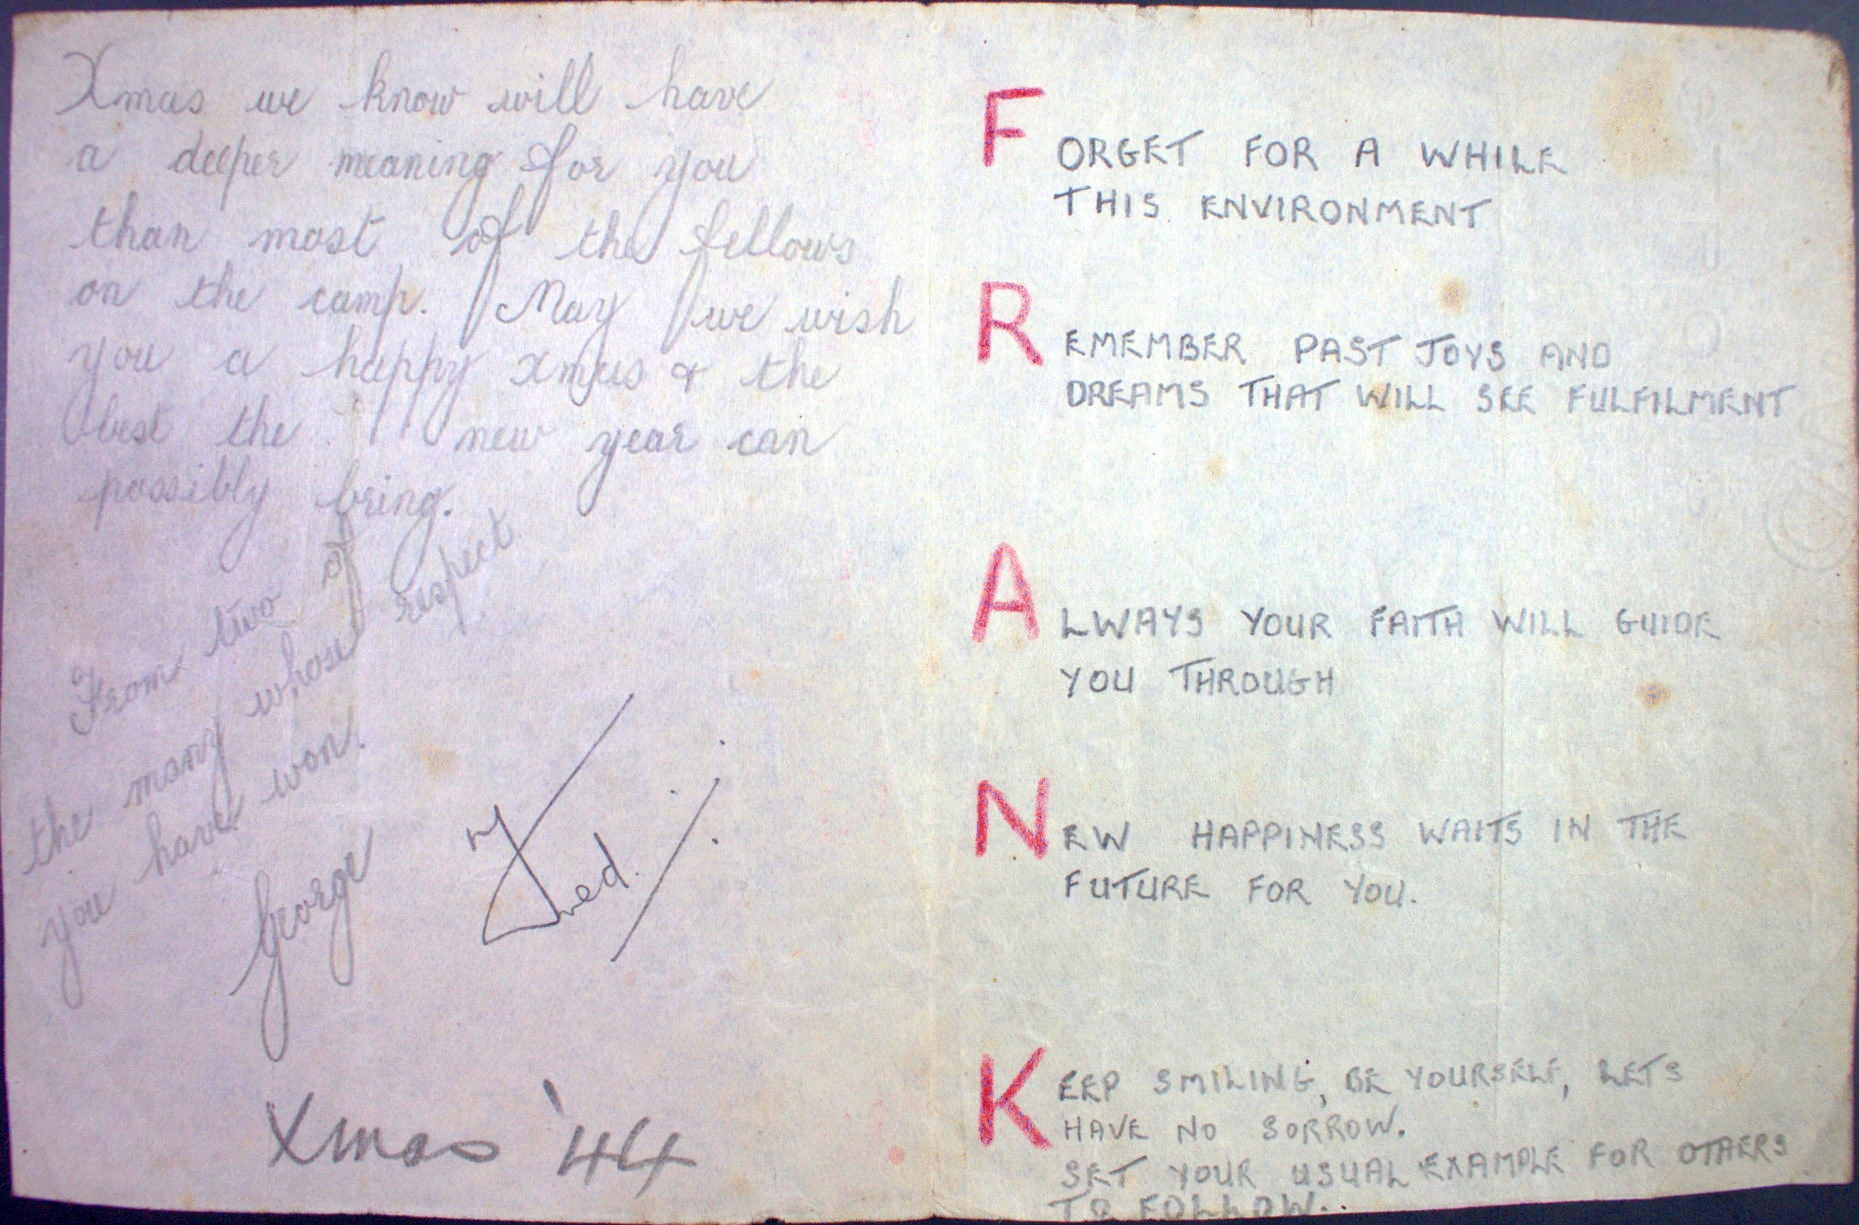 Xmas we know will have
a deeper meaning for you
than most of the fellows
on the camp. May we wish
you a happy xmas & the
best the new year can
possibly bring.
From two of
the many whose respect
you have won.
George
Fred.
Xmas '44
FORGET FOR A WHILE
THIS ENVIRONMENT
REMEMBER PAST JOYS AND
DREAMS THAT WILL SEE FULFILMENT
ALWAYS YOUR FAITH WILL GUIDE
YOU THROUGH
NEW HAPPINESS WAITS IN THE
FUTURE FOR YOU.
KEEP SMILING, BE YOURSELF, LETS
HAVE NO SORROW.
SET YOUR USUAL EXAMPLE FOR OTHERS
TO FOLLOW.